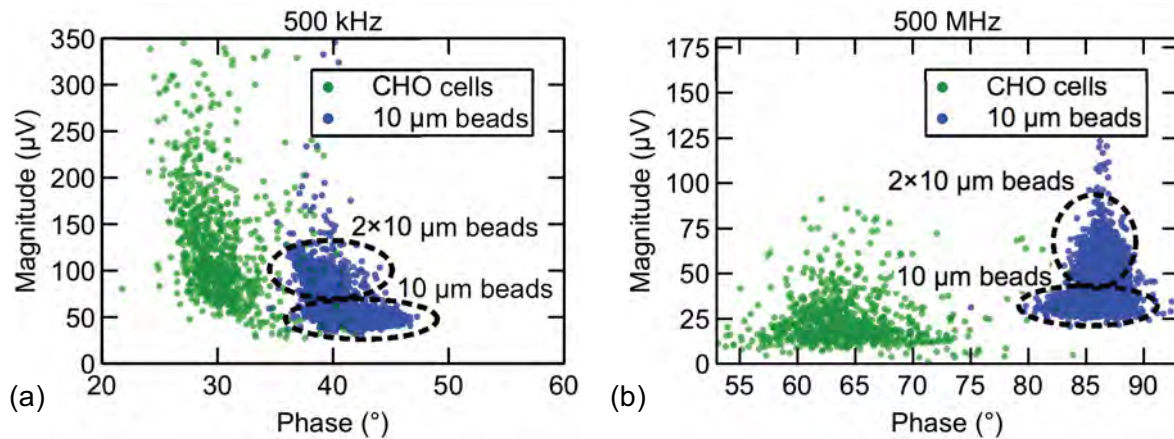 500 kHz
350
300
250
200
150
100
50
0
Magnitude (µV)
CHO cells
10 µm beads
2×10 µm beads
10 µm beads
20
30
40
50
60
Phase (°)
(a)
500 MHz
175
150
125
100
75
50
25
0
Magnitude (µV)
CHO cells
10 µm beads
2×10 µm beads
10 µm beads
55
60
65
70
75
80
85
90
Phase (°)
(b)